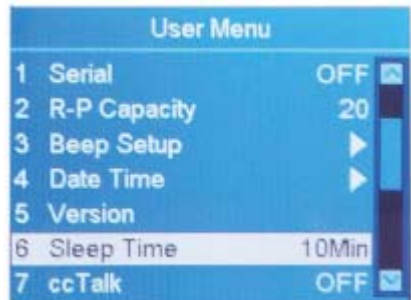 User Menu
1 Serial OFF
2 R-P Capacity 20
3 Beep Setup
4 Date Time
5 Version
6 Sleep Time 10Min
7 ccTalk OFF